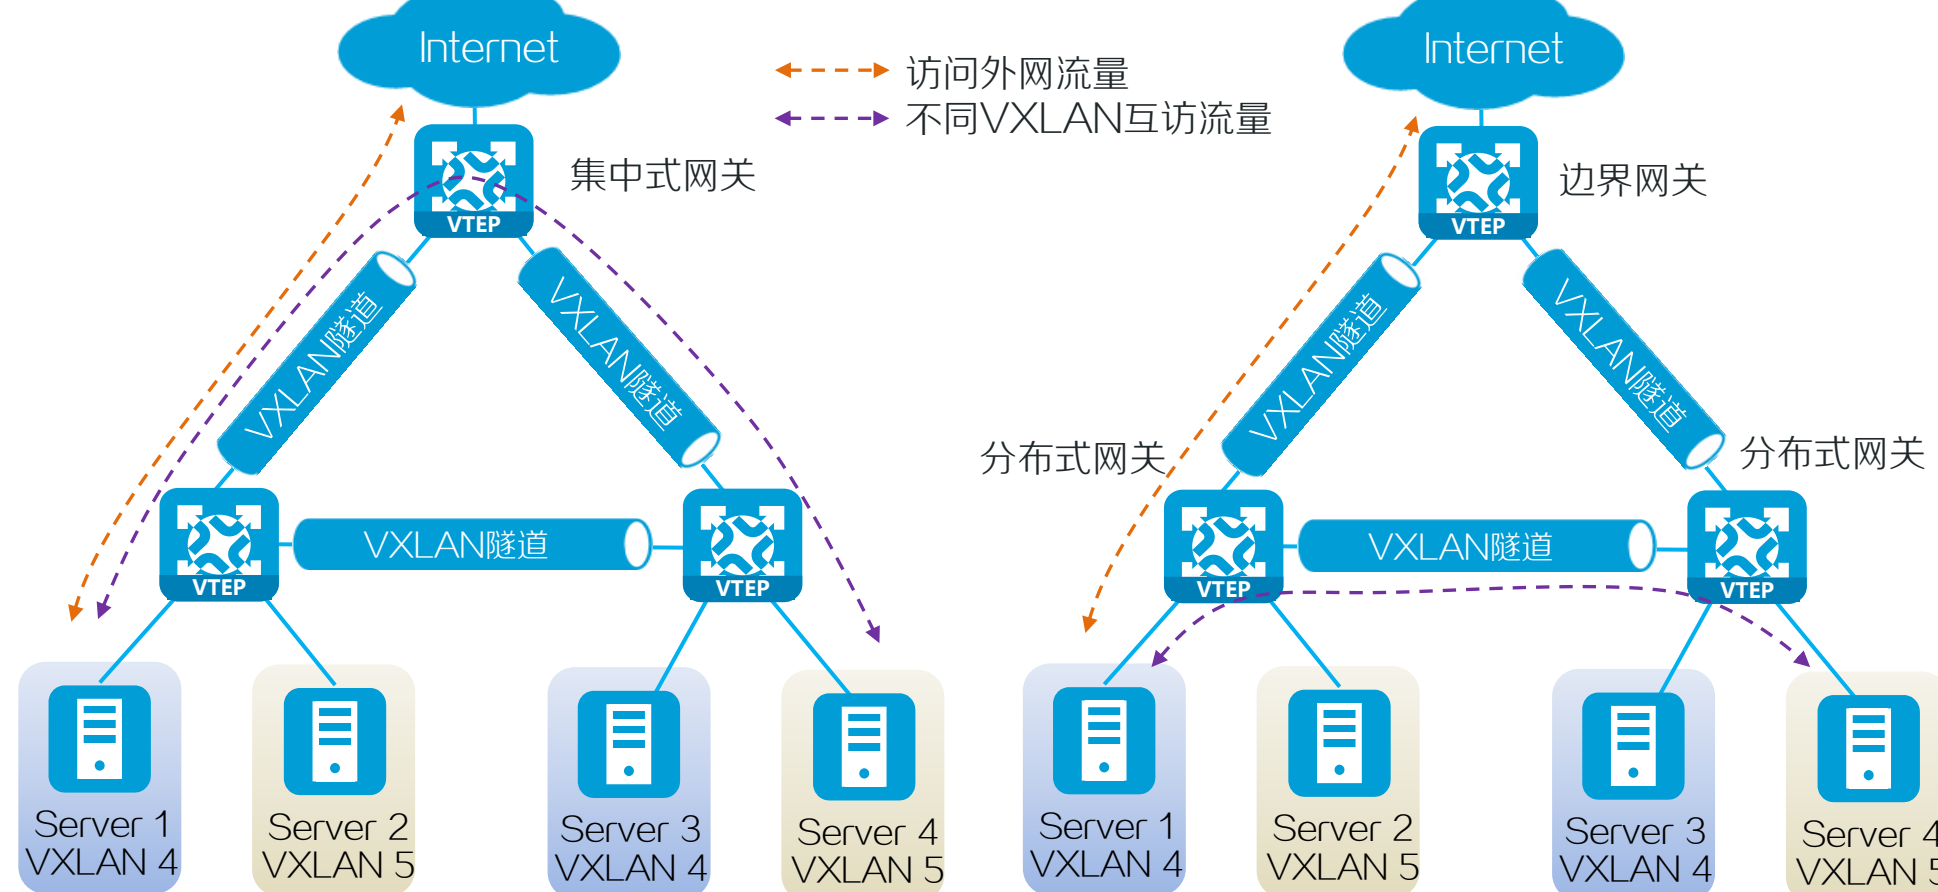 Internet
访问外网流量
不同VXLAN互访流量
集中式网关
VTEP
VXLAN隧道
VXLAN隧道
VTEP
VXLAN隧道
VTEP
Server 1
VXLAN 4
Server 2
VXLAN 5
Server 3
VXLAN 4
Server 4
VXLAN 5
Internet
边界网关
VTEP
VXLAN隧道
VXLAN隧道
分布式网关
分布式网关
VTEP
VXLAN隧道
VTEP
Server 1
VXLAN 4
Server 2
VXLAN 5
Server 3
VXLAN 4
Server 4
VXLAN 5